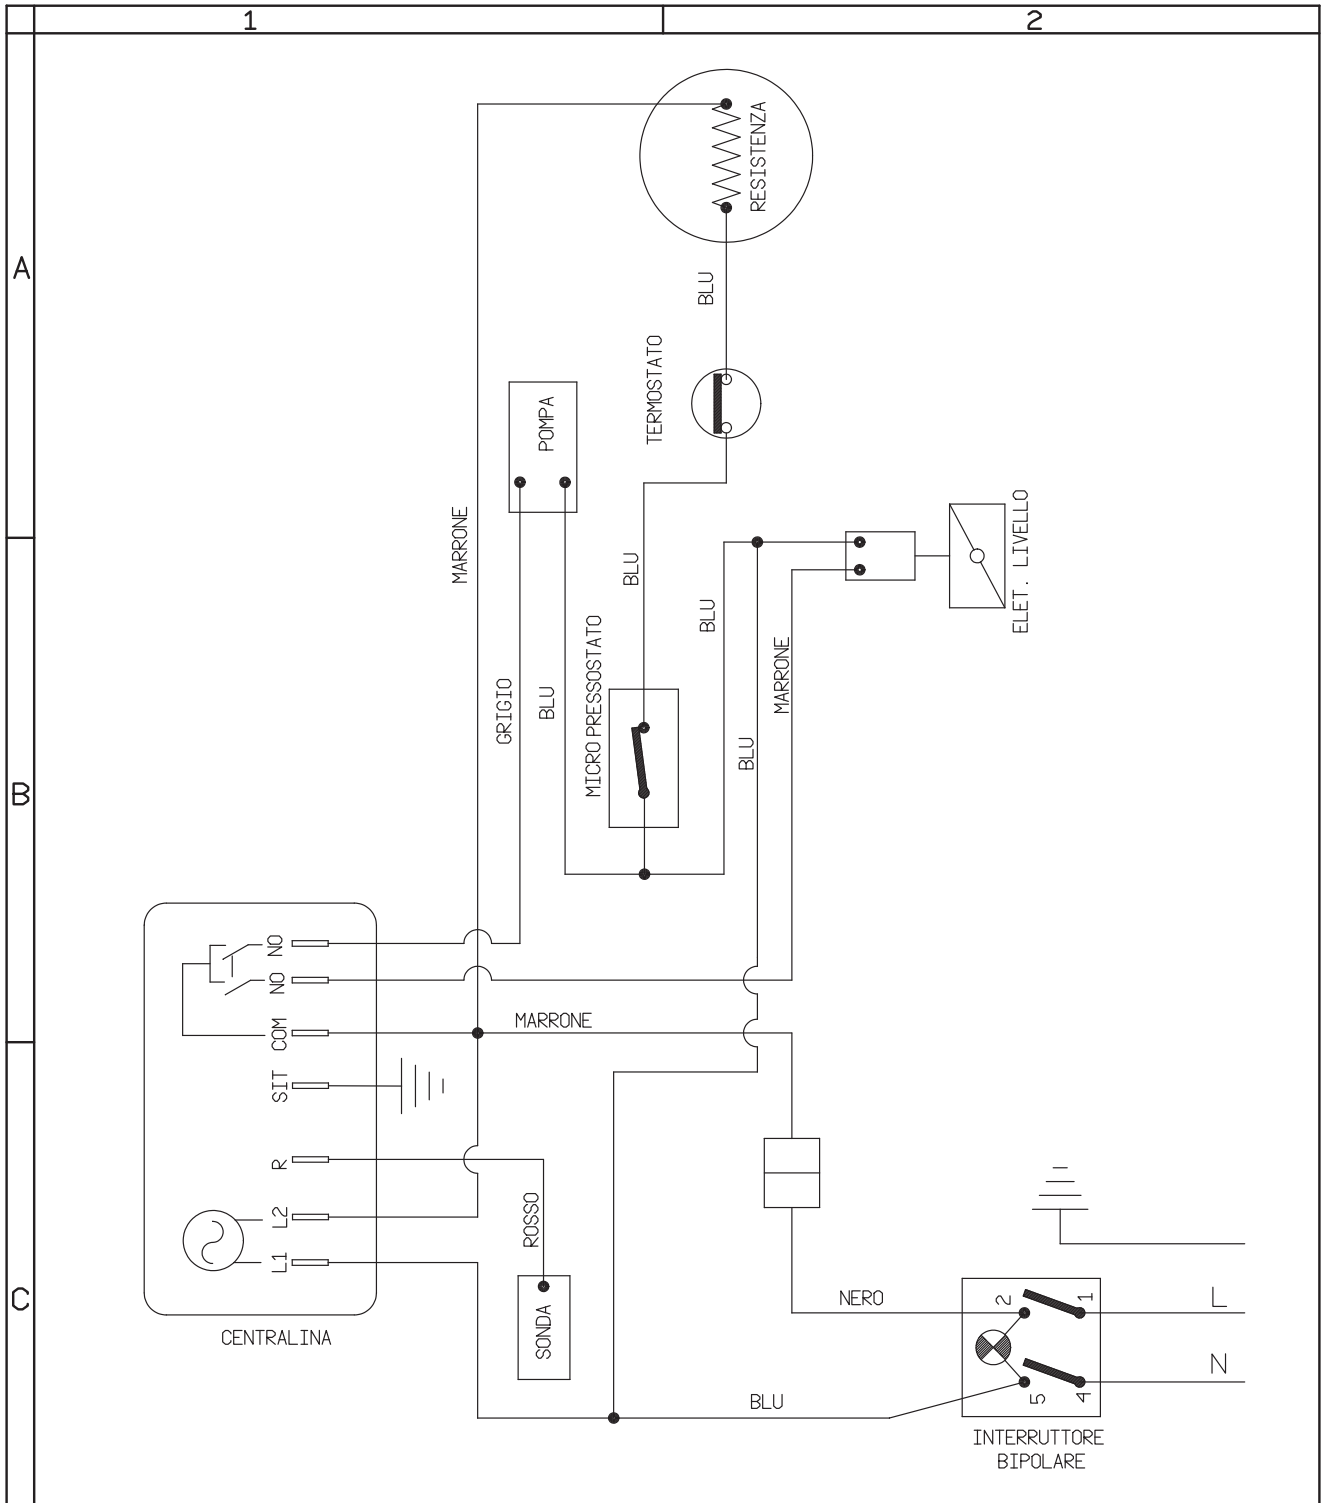 1
2
RESISTENZA
A
BLU
TERMOSTATO
POMPA
MARRONE
ELET. LIVELLO
BLU
BLU
MICRO PRESSOSTATO
MARRONE
GRIGIO
BLU
BLU
B
NO
NO
COM
MARRONE
SIT
R
L2
L1
ROSSO
C
CENTRALINA
SONDA
NERO
2
1
L
N
BLU
5
4
INTERRUTTORE
BIPOLARE